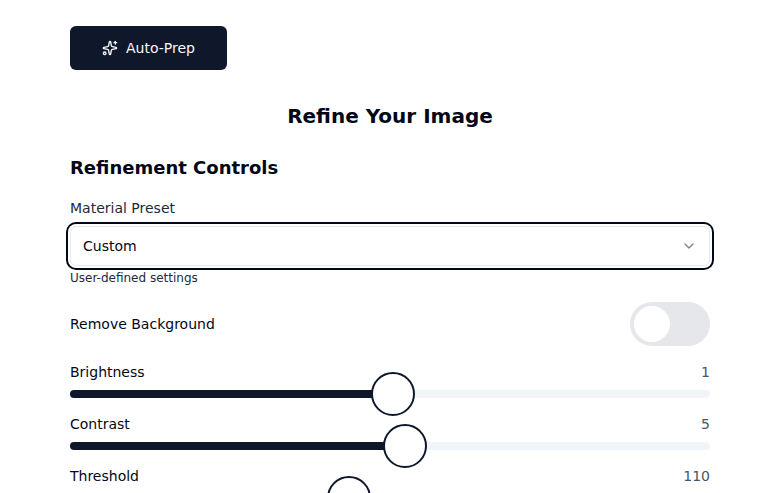 Auto-Prep
Refine Your Image
Refinement Controls
Material Preset
Custom
User-defined settings
Remove Background
Brightness 1
Contrast 5
Threshold 110